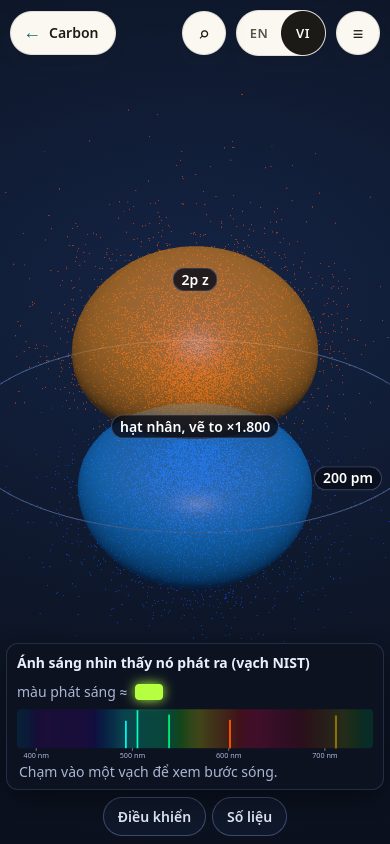 ← Carbon
⌕
EN
VI
≡
2p z
hạt nhân, vẽ to ×1.800
200 pm
Ánh sáng nhìn thấy nó phát ra (vạch NIST)
màu phát sáng ≈
400 nm
500 nm
600 nm
700 nm
Chạm vào một vạch để xem bước sóng.
Điều khiển
Số liệu